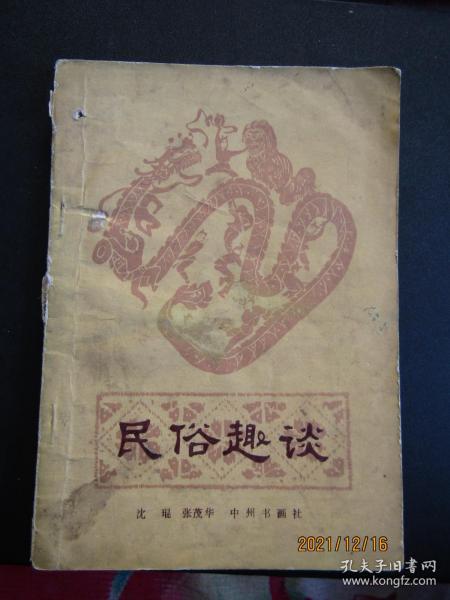 民俗趣谈
沈琨 张茂华 中州书画社
2021/12/16
孔夫子旧书网
www.kongfz.com